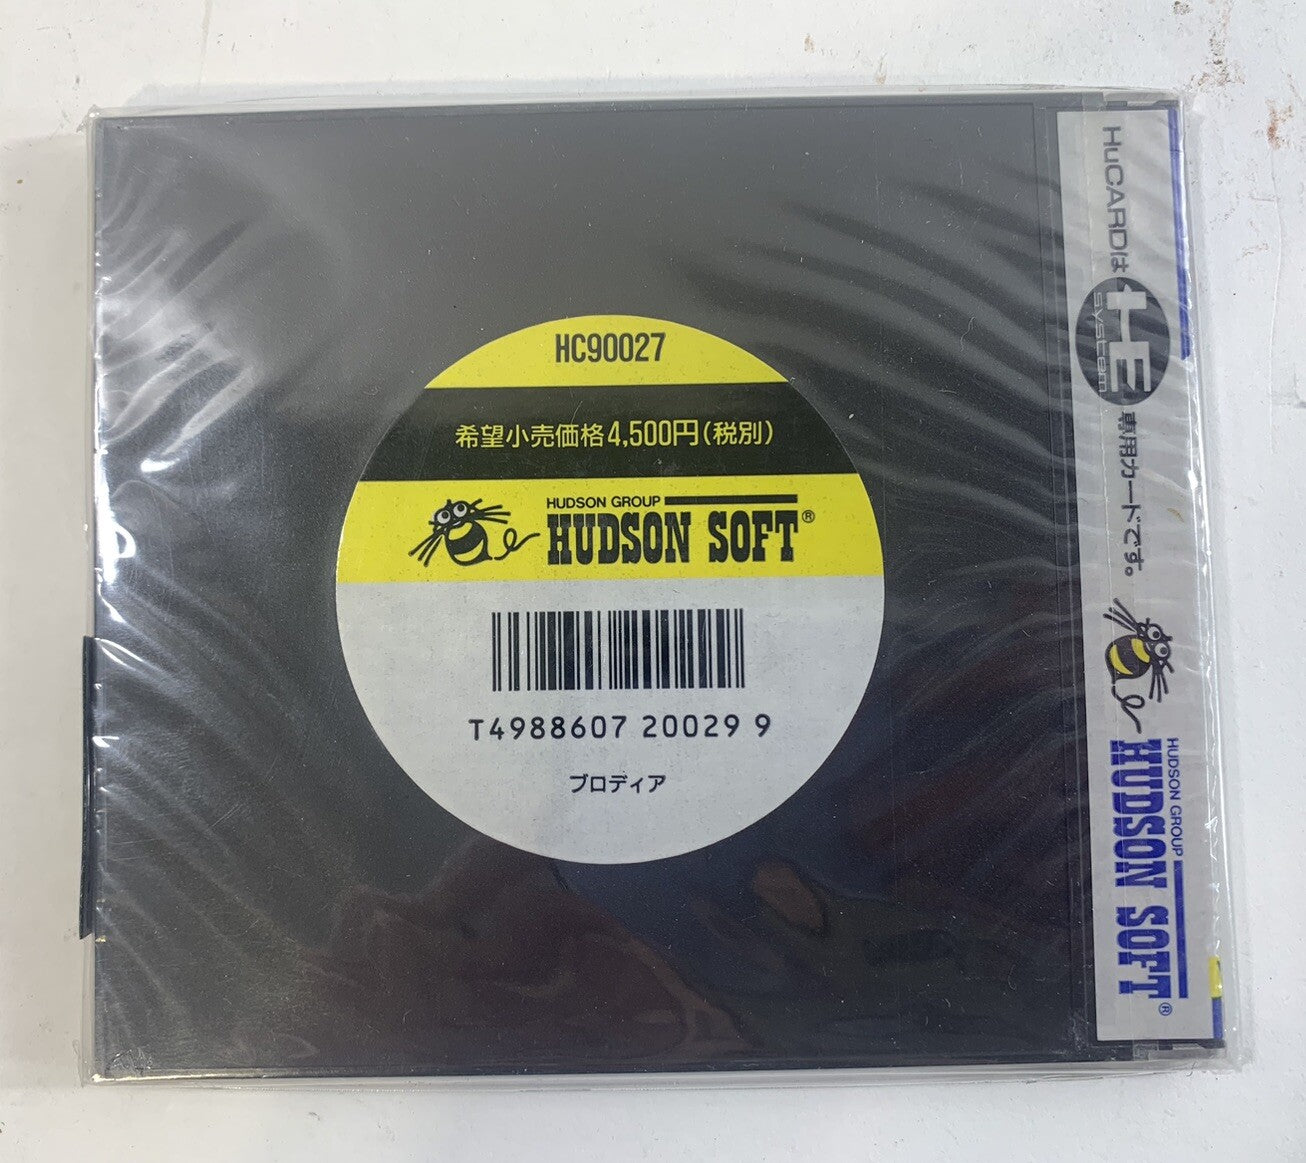 HC90027
希望小売価格4,500円(税別)
HUDSON GROUP
HUDSON SOFT®
T4988607 20029 9
ブロディア
HuCARDは HE system 専用カードです。
HUDSON GROUP
HUDSON SOFT®